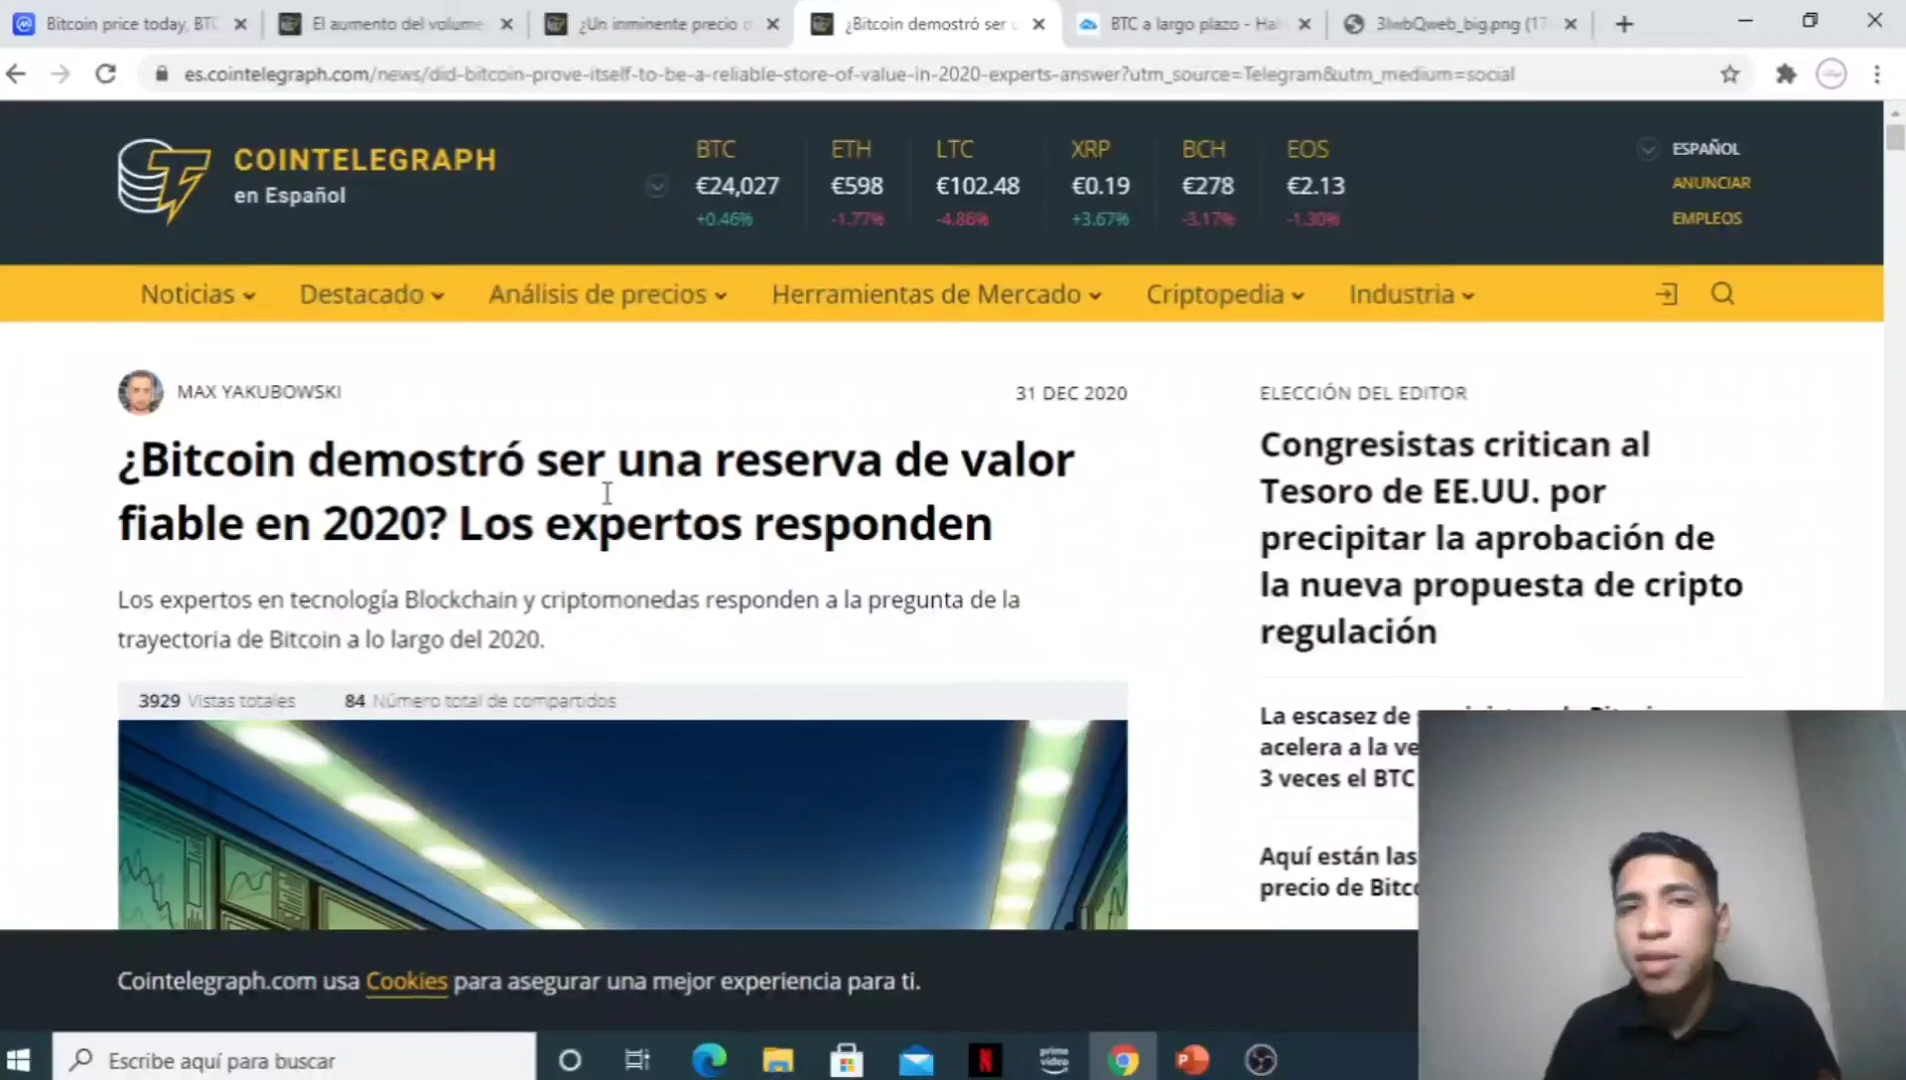 Bitcoin price today, BTC
El aumento del volume
¿Un inminente precio d
¿Bitcoin demostró ser u
BTC a largo plazo - Ha
3IwbQweb_big.png (17
es.cointelegraph.com/news/did-bitcoin-prove-itself-to-be-a-reliable-store-of-value-in-2020-experts-answer?utm_source=Telegram&utm_medium=social
COINTELEGRAPH
en Español
BTC ETH LTC XRP BCH EOS
€24,027 €598 €102.48 €0.19 €278 €2.13
+0.46% -1.77% -4.86% +3.67% -3.17% -1.30%
ESPAÑOL
ANUNCIAR
EMPLEOS
Noticias Destacado Análisis de precios Herramientas de Mercado Criptopedia Industria
MAX YAKUBOWSKI
31 DEC 2020
¿Bitcoin demostró ser una reserva de valor
fiable en 2020? Los expertos responden
Los expertos en tecnología Blockchain y criptomonedas responden a la pregunta de la
trayectoria de Bitcoin a lo largo del 2020.
3929 Vistas totales 84 Número total de compartidos
ELECCIÓN DEL EDITOR
Congresistas critican al
Tesoro de EE.UU. por
precipitar la aprobación de
la nueva propuesta de cripto
regulación
La escasez de
acelera a la ve
3 veces el BTC
Aquí están las
precio de Bitc
Cointelegraph.com usa Cookies para asegurar una mejor experiencia para ti.
Escribe aquí para buscar
prime
video